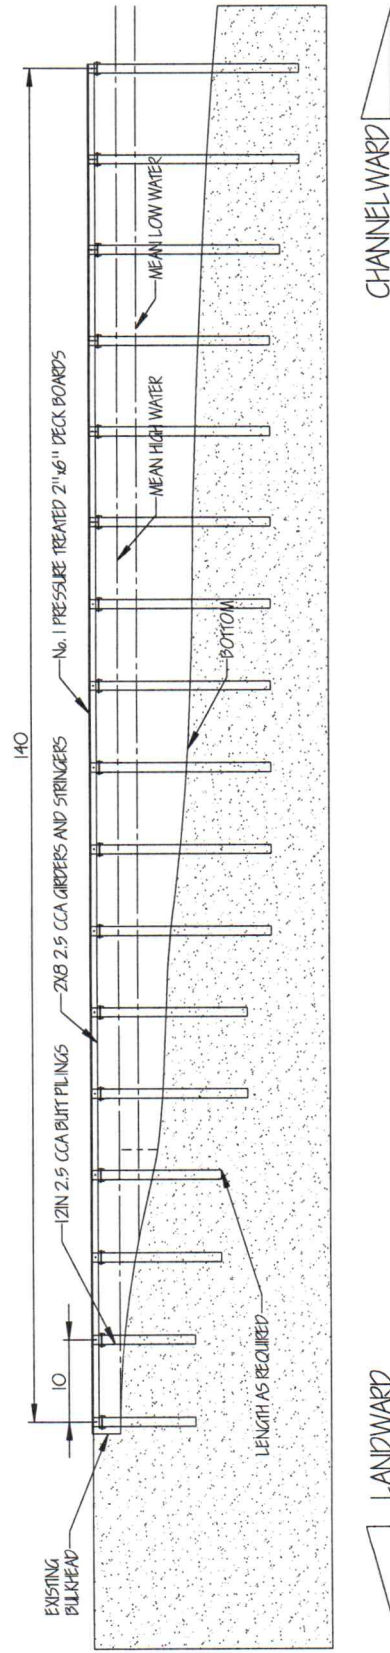 140
No. 1 PRESSURE TREATED 2"x6" DECK BOARDS
2X8 2.5 CCA GIRDERS AND STRINGERS
12IN 2.5 CCA BUTT PILINGS
10
EXISTING
BULKHEAD
MEAN LOW WATER
MEAN HIGH WATER
BOTTOM
LENGTH AS REQUIRED
LANDWARD
CHANNELWARD